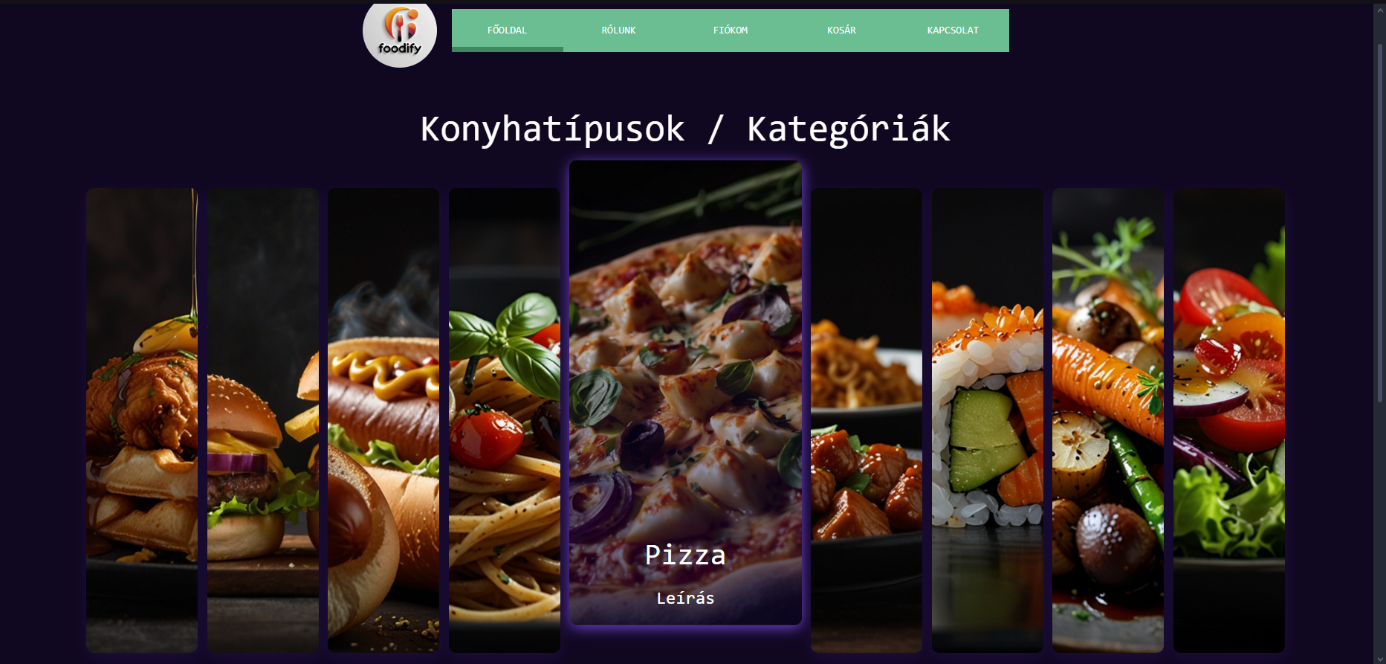 foodify
FŐOLDAL RÓLUNK FIÓKOM KOSÁR KAPCSOLAT
Konyhatípusok / Kategóriák
Pizza
Leírás